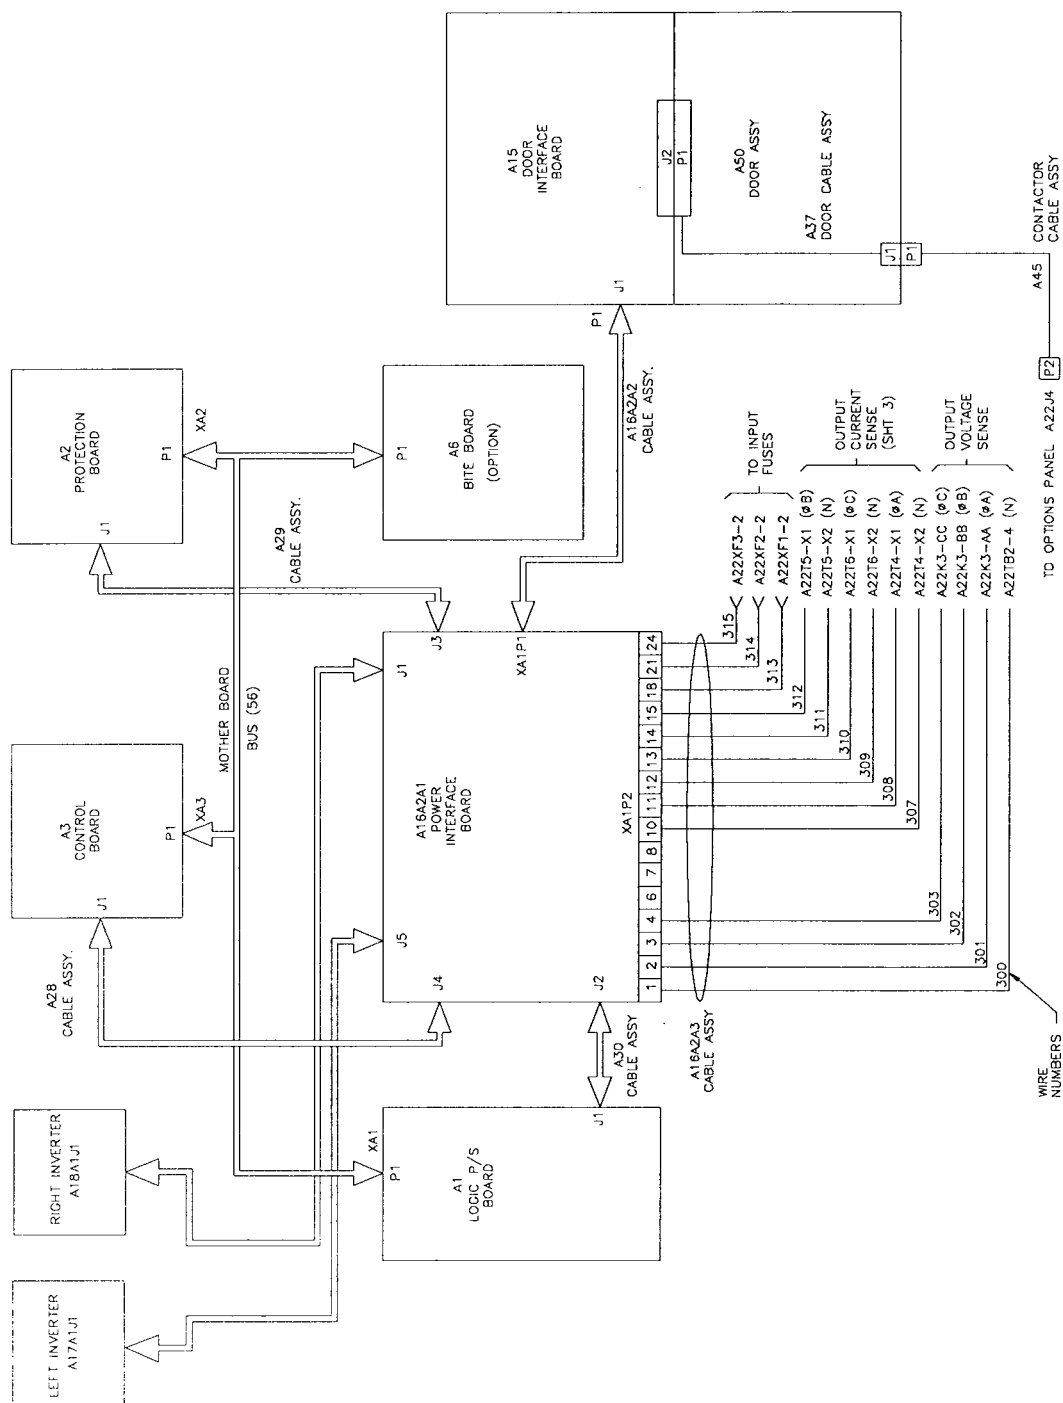 LEFT INVERTER
A17A1J1
RIGHT INVERTER
A18A1J1
A28
CABLE ASSY.
J1
A3
CONTROL
BOARD
P1
XA3
MOTHER BOARD
BUS (56)
J1
A2
PROTECTION
BOARD
P1
XA2
A29
CABLE ASSY.
XA1
P1
A1
LOGIC P/S
BOARD
J1
A30
CABLE ASSY
J4
J5
J1
J3
A16A2A1
POWER
INTERFACE
BOARD
J2
XA1P1
XA1P2
1 2 3 4 6 7 8 10 11 12 13 14 15 18 21 24
P1
A6
BITE BOARD
(OPTION)
A16A2A2
CABLE ASSY.
P1
J1
A15
DOOR
INTERFACE
BOARD
J2
P1
A50
DOOR ASSY
A37
DOOR CABLE ASSY
J1
P1
A45
CONTACTOR
CABLE ASSY
P2
TO OPTIONS PANEL A22J4
A16A2A3
CABLE ASSY
WIRE
NUMBERS
315 A22XF3-2
314 A22XF2-2
313 A22XF1-2
TO INPUT
FUSES
312 A22T5-X1 (øB)
311 A22T5-X2 (N)
310 A22T6-X1 (øC)
309 A22T6-X2 (N)
308 A22T4-X1 (øA)
307 A22T4-X2 (N)
OUTPUT
CURRENT
SENSE
(SHT 3)
303 A22K3-CC (øC)
302 A22K3-BB (øB)
301 A22K3-AA (øA)
300 A22TB2-4 (N)
OUTPUT
VOLTAGE
SENSE